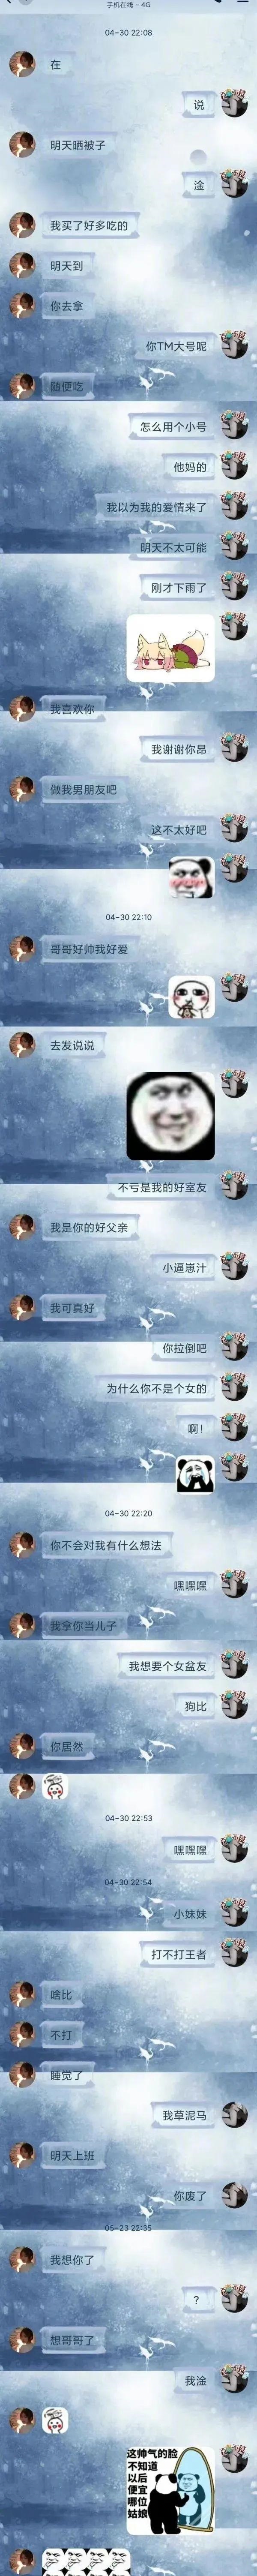 手机在线 - 4G
04-30 22:08
在
说
明天晒被子
淦
我买了好多吃的
明天到
你去拿
你TM大号呢
随便吃
怎么用个小号
他妈的
我以为我的爱情来了
明天不太可能
刚才下雨了
我喜欢你
我谢谢你昂
做我男朋友吧
这不太好吧
04-30 22:10
哥哥好帅我好爱
去发说说
不亏是我的好室友
我是你的好父亲
小逼崽汁
我可真好
你拉倒吧
为什么你不是个女的
啊！
04-30 22:20
你不会对我有什么想法
嘿嘿嘿
我拿你当儿子
我想要个女盆友
狗比
你居然
04-30 22:53
嘿嘿嘿
04-30 22:54
小妹妹
打不打王者
啥比
不打
睡觉了
我草泥马
明天上班
你废了
05-23 22:35
我想你了
?
想哥哥了
我淦
这帅气的脸
不知道
以后
便宜
哪位
姑娘